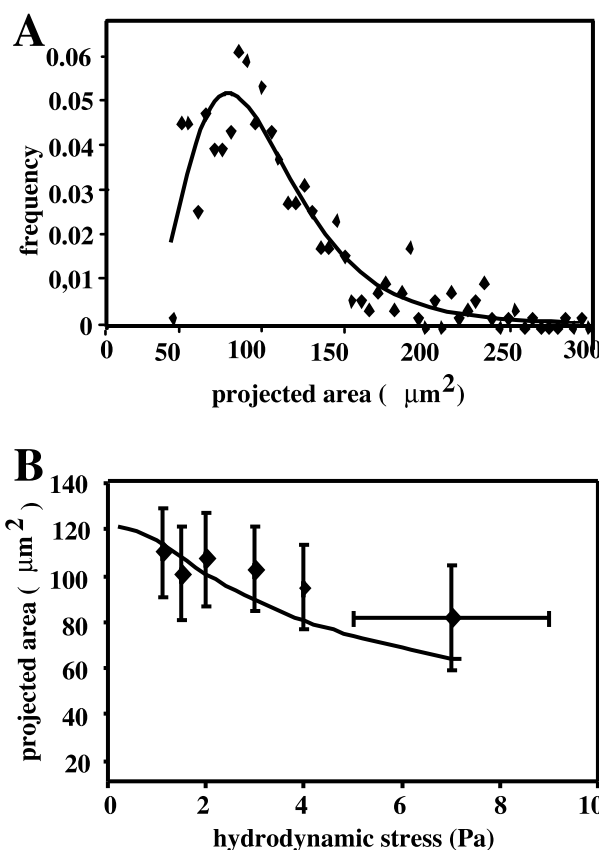 A
0.06
0.05
0.04
0.03
0.02
0,01
0
frequency
0 50 100 150 200 250 300
projected area ( μm2)
B
140
120
100
80
60
40
20
projected area ( μm2)
0 2 4 6 8 10
hydrodynamic stress (Pa)